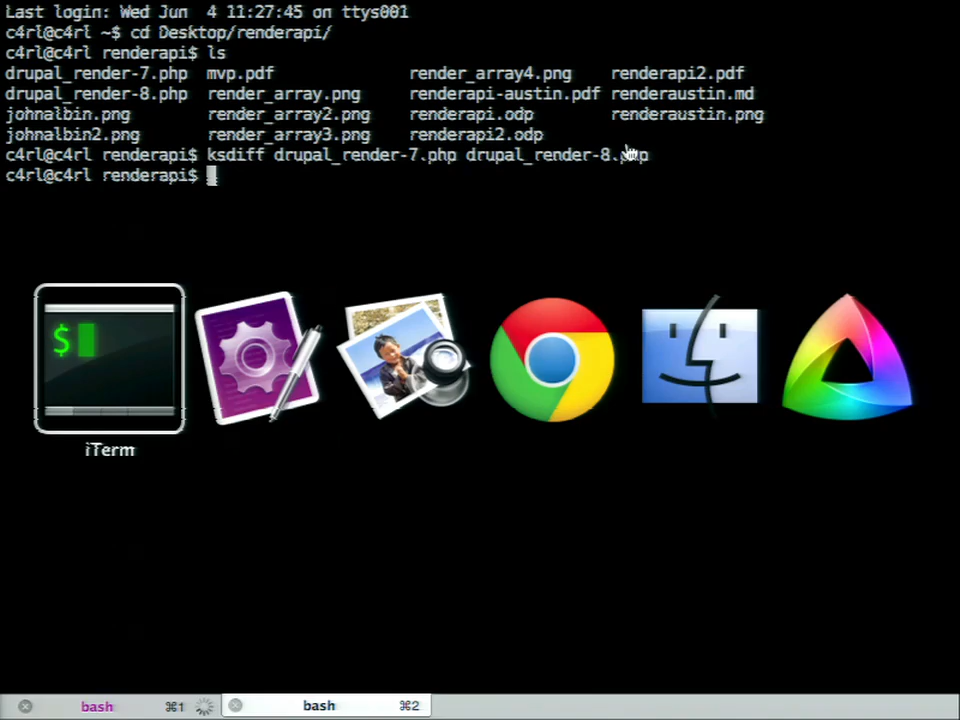 Last login: Wed Jun  4 11:27:45 on ttys001
c4rl@c4rl ~$ cd Desktop/renderapi/
c4rl@c4rl renderapi$ ls
drupal_render-7.php mvp.pdf render_array4.png renderapi2.pdf
drupal_render-8.php render_array.png renderapi-austin.pdf renderaustin.md
johnalbin.png render_array2.png renderapi.odp renderaustin.png
johnalbin2.png render_array3.png renderapi2.odp
c4rl@c4rl renderapi$ ksdiff drupal_render-7.php drupal_render-8.php
c4rl@c4rl renderapi$
$
iTerm
bash ⌘1 bash ⌘2